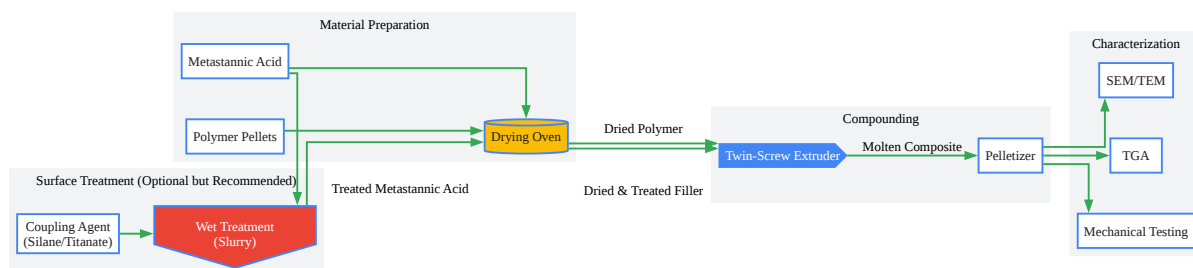 Material Preparation
Metastannic Acid
Polymer Pellets
Drying Oven
Surface Treatment (Optional but Recommended)
Treated Metastannic Acid
Coupling Agent
(Silane/Titanate)
Wet Treatment
(Slurry)
Dried Polymer
Dried & Treated Filler
Compounding
Twin-Screw Extruder
Molten Composite
Pelletizer
Characterization
SEM/TEM
TGA
Mechanical Testing